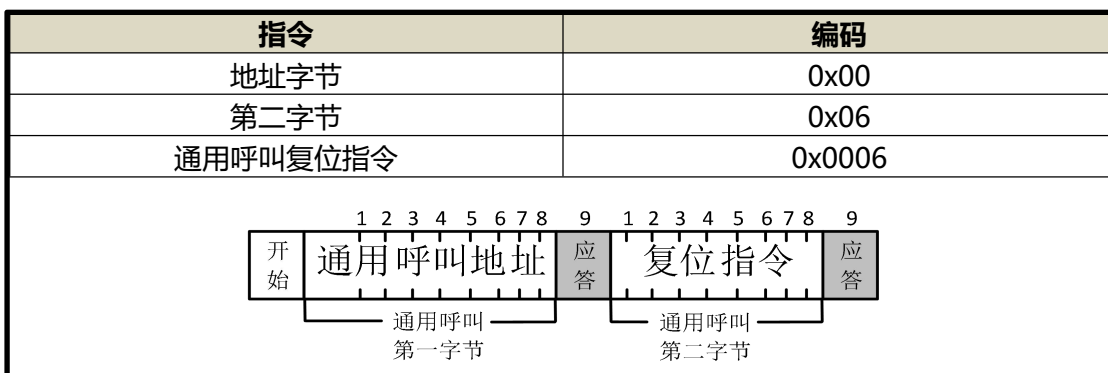 指令 编码
地址字节 0x00
第二字节 0x06
通用呼叫复位指令 0x0006
1 2 3 4 5 6 7 8 9 1 2 3 4 5 6 7 8 9
开始 通用呼叫地址 应答 复位指令 应答
通用呼叫 通用呼叫
第一字节 第二字节